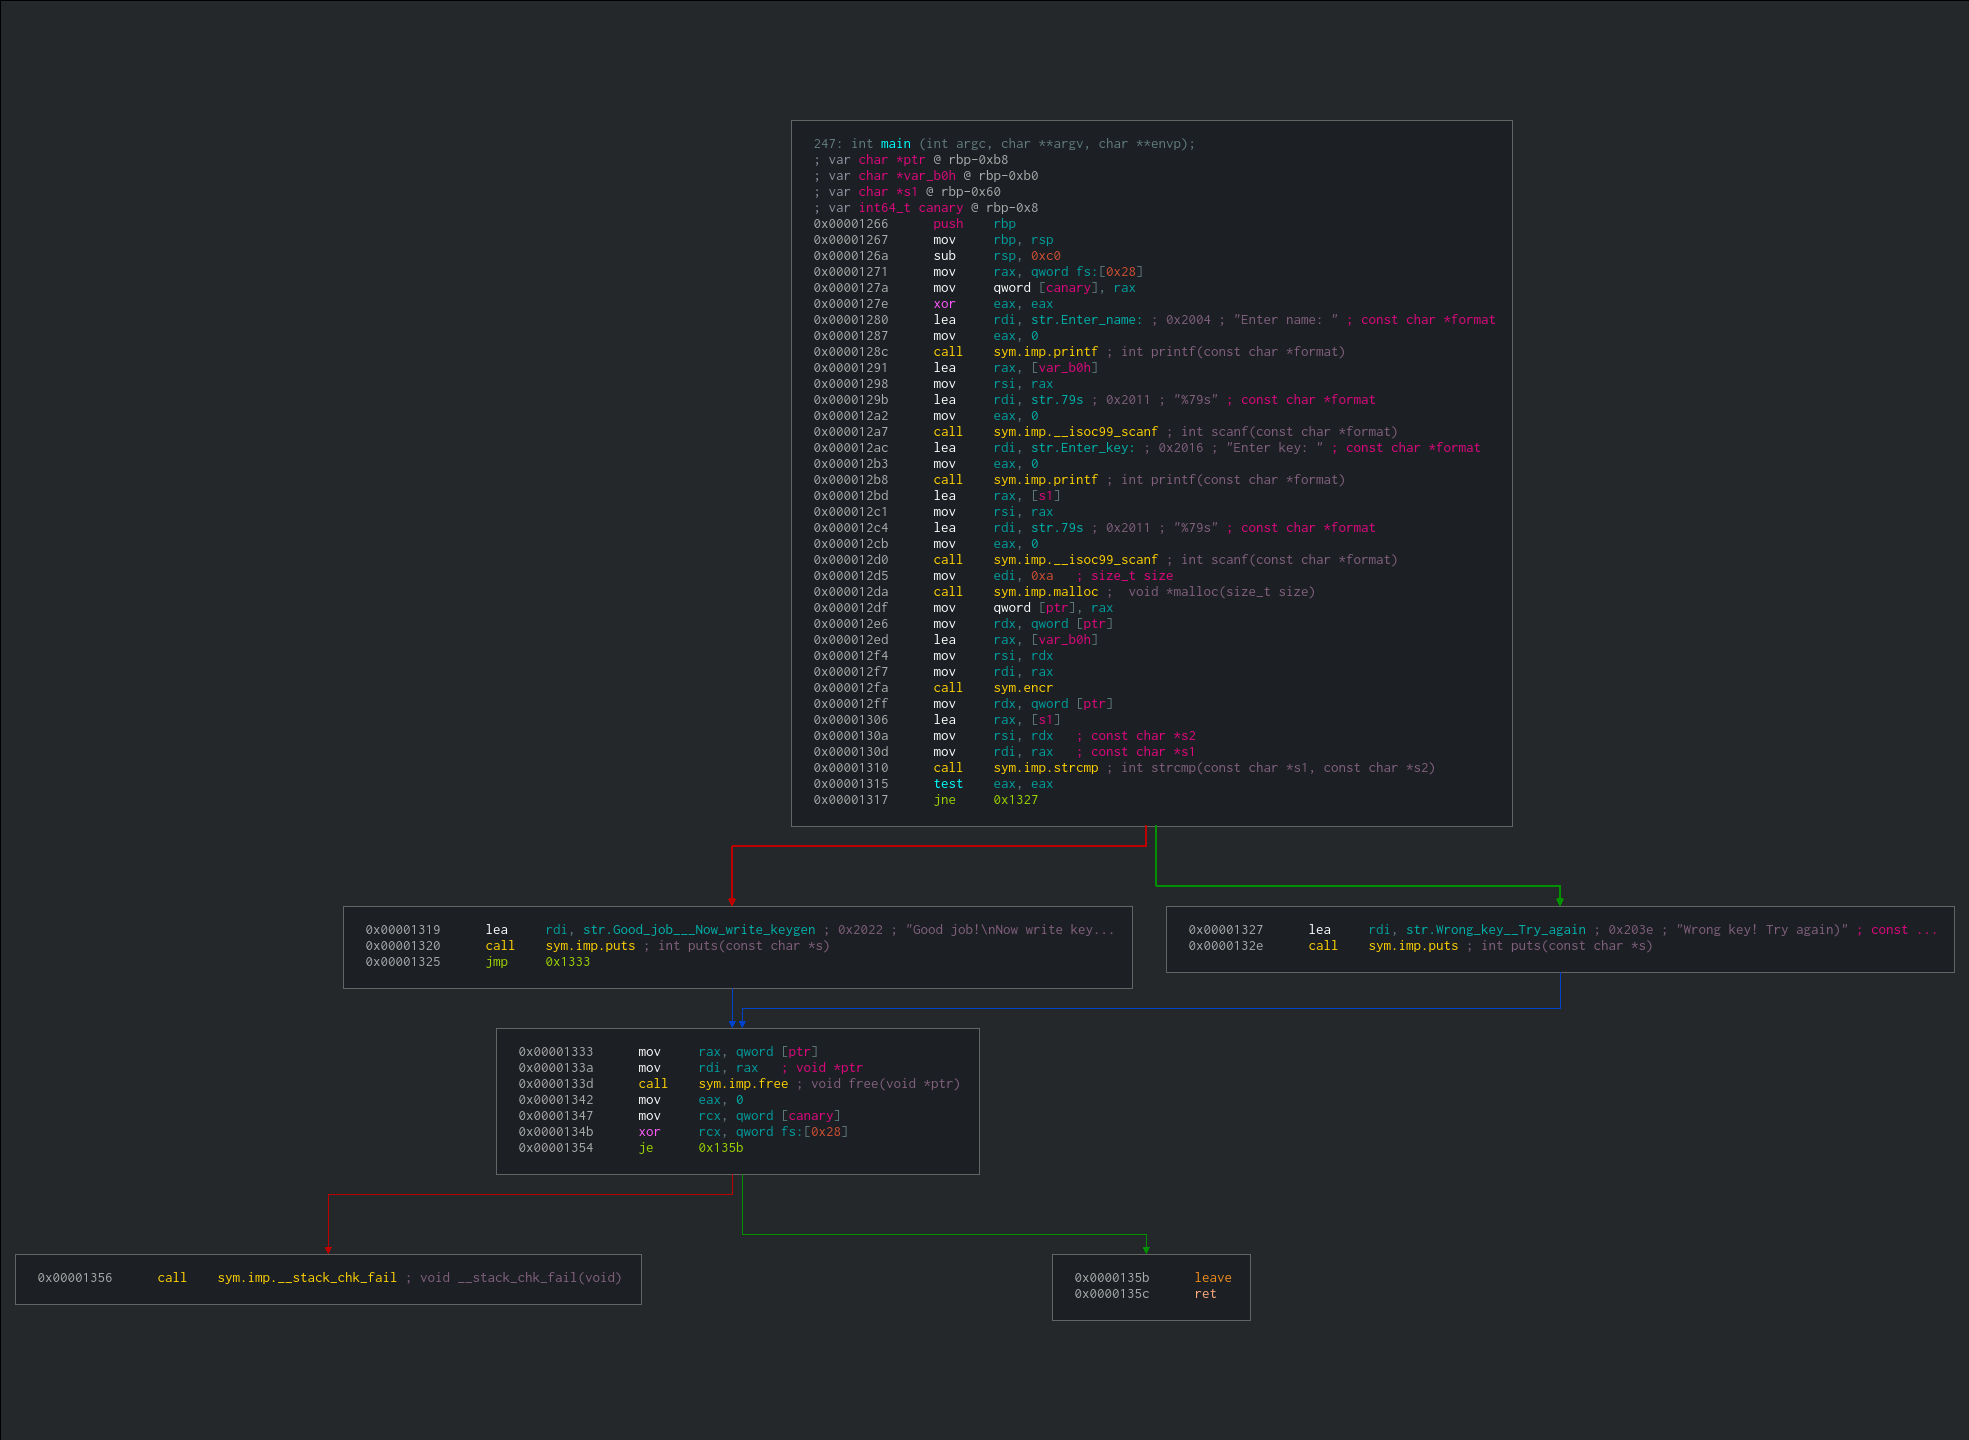 247: int main (int argc, char **argv, char **envp);
; var char *ptr @ rbp-0xb8
; var char *var_b0h @ rbp-0xb0
; var char *s1 @ rbp-0x60
; var int64_t canary @ rbp-0x8
0x00001266 push rbp
0x00001267 mov rbp, rsp
0x0000126a sub rsp, 0xc0
0x00001271 mov rax, qword fs:[0x28]
0x0000127a mov qword [canary], rax
0x0000127e xor eax, eax
0x00001280 lea rdi, str.Enter_name: ; 0x2004 ; "Enter name: " ; const char *format
0x00001287 mov eax, 0
0x0000128c call sym.imp.printf ; int printf(const char *format)
0x00001291 lea rax, [var_b0h]
0x00001298 mov rsi, rax
0x0000129b lea rdi, str.79s ; 0x2011 ; "%79s" ; const char *format
0x000012a2 mov eax, 0
0x000012a7 call sym.imp.__isoc99_scanf ; int scanf(const char *format)
0x000012ac lea rdi, str.Enter_key: ; 0x2016 ; "Enter key: " ; const char *format
0x000012b3 mov eax, 0
0x000012b8 call sym.imp.printf ; int printf(const char *format)
0x000012bd lea rax, [s1]
0x000012c1 mov rsi, rax
0x000012c4 lea rdi, str.79s ; 0x2011 ; "%79s" ; const char *format
0x000012cb mov eax, 0
0x000012d0 call sym.imp.__isoc99_scanf ; int scanf(const char *format)
0x000012d5 mov edi, 0xa ; size_t size
0x000012da call sym.imp.malloc ; void *malloc(size_t size)
0x000012df mov qword [ptr], rax
0x000012e6 mov rdx, qword [ptr]
0x000012ed lea rax, [var_b0h]
0x000012f4 mov rsi, rdx
0x000012f7 mov rdi, rax
0x000012fa call sym.encr
0x000012ff mov rdx, qword [ptr]
0x00001306 lea rax, [s1]
0x0000130a mov rsi, rdx ; const char *s2
0x0000130d mov rdi, rax ; const char *s1
0x00001310 call sym.imp.strcmp ; int strcmp(const char *s1, const char *s2)
0x00001315 test eax, eax
0x00001317 jne 0x1327
0x00001319 lea rdi, str.Good_job___Now_write_keygen ; 0x2022 ; "Good job!\nNow write key...
0x00001320 call sym.imp.puts ; int puts(const char *s)
0x00001325 jmp 0x1333
0x00001327 lea rdi, str.Wrong_key__Try_again ; 0x203e ; "Wrong key! Try again)" ; const ...
0x0000132e call sym.imp.puts ; int puts(const char *s)
0x00001333 mov rax, qword [ptr]
0x0000133a mov rdi, rax ; void *ptr
0x0000133d call sym.imp.free ; void free(void *ptr)
0x00001342 mov eax, 0
0x00001347 mov rcx, qword [canary]
0x0000134b xor rcx, qword fs:[0x28]
0x00001354 je 0x135b
0x00001356 call sym.imp.__stack_chk_fail ; void __stack_chk_fail(void)
0x0000135b leave
0x0000135c ret